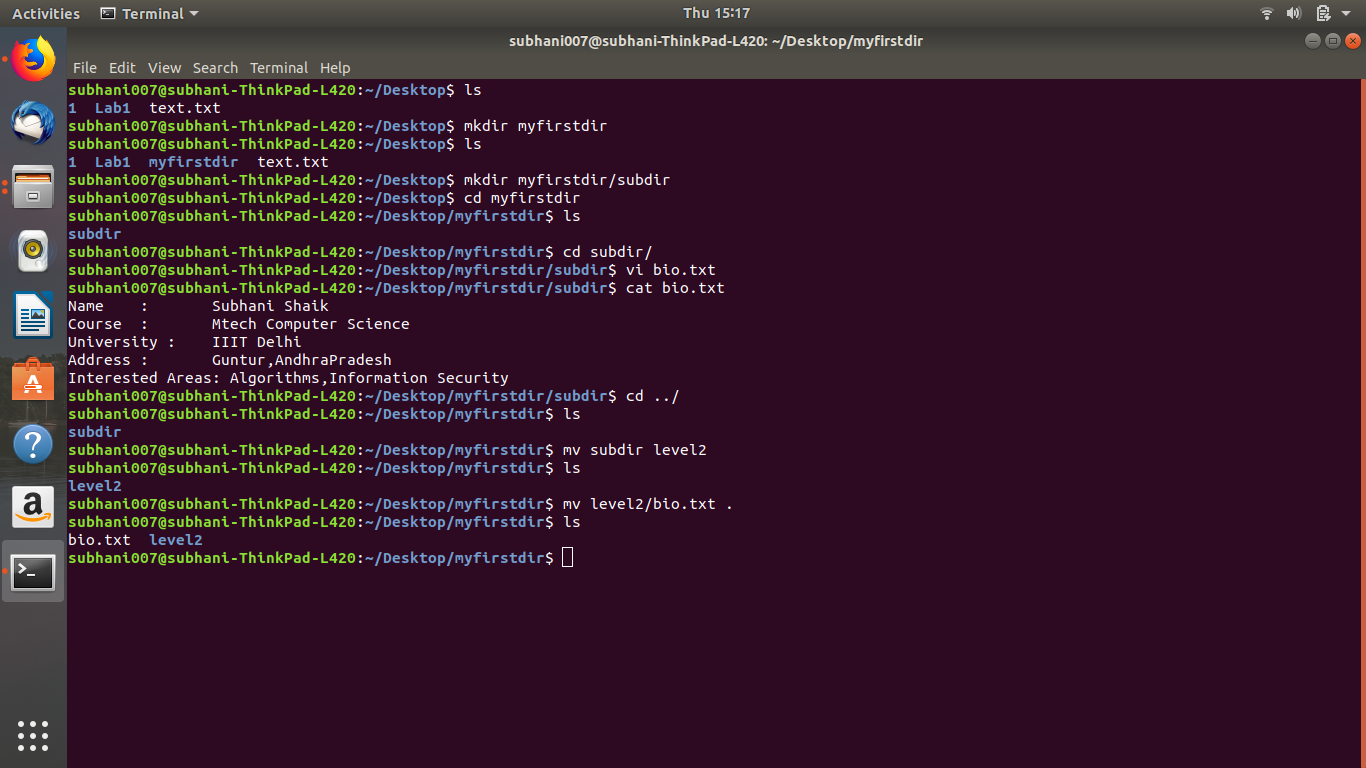 Activities Terminal Thu 15:17
subhani007@subhani-ThinkPad-L420: ~/Desktop/myfirstdir
File Edit View Search Terminal Help
subhani007@subhani-ThinkPad-L420:~/Desktop$ ls
1  Lab1  text.txt
subhani007@subhani-ThinkPad-L420:~/Desktop$ mkdir myfirstdir
subhani007@subhani-ThinkPad-L420:~/Desktop$ ls
1  Lab1  myfirstdir  text.txt
subhani007@subhani-ThinkPad-L420:~/Desktop$ mkdir myfirstdir/subdir
subhani007@subhani-ThinkPad-L420:~/Desktop$ cd myfirstdir
subhani007@subhani-ThinkPad-L420:~/Desktop/myfirstdir$ ls
subdir
subhani007@subhani-ThinkPad-L420:~/Desktop/myfirstdir$ cd subdir/
subhani007@subhani-ThinkPad-L420:~/Desktop/myfirstdir/subdir$ vi bio.txt
subhani007@subhani-ThinkPad-L420:~/Desktop/myfirstdir/subdir$ cat bio.txt
Name    :       Subhani Shaik
Course  :       Mtech Computer Science
University :    IIIT Delhi
Address :       Guntur,AndhraPradesh
Interested Areas: Algorithms,Information Security
subhani007@subhani-ThinkPad-L420:~/Desktop/myfirstdir/subdir$ cd ../
subhani007@subhani-ThinkPad-L420:~/Desktop/myfirstdir$ ls
subdir
subhani007@subhani-ThinkPad-L420:~/Desktop/myfirstdir$ mv subdir level2
subhani007@subhani-ThinkPad-L420:~/Desktop/myfirstdir$ ls
level2
subhani007@subhani-ThinkPad-L420:~/Desktop/myfirstdir$ mv level2/bio.txt .
subhani007@subhani-ThinkPad-L420:~/Desktop/myfirstdir$ ls
bio.txt  level2
subhani007@subhani-ThinkPad-L420:~/Desktop/myfirstdir$